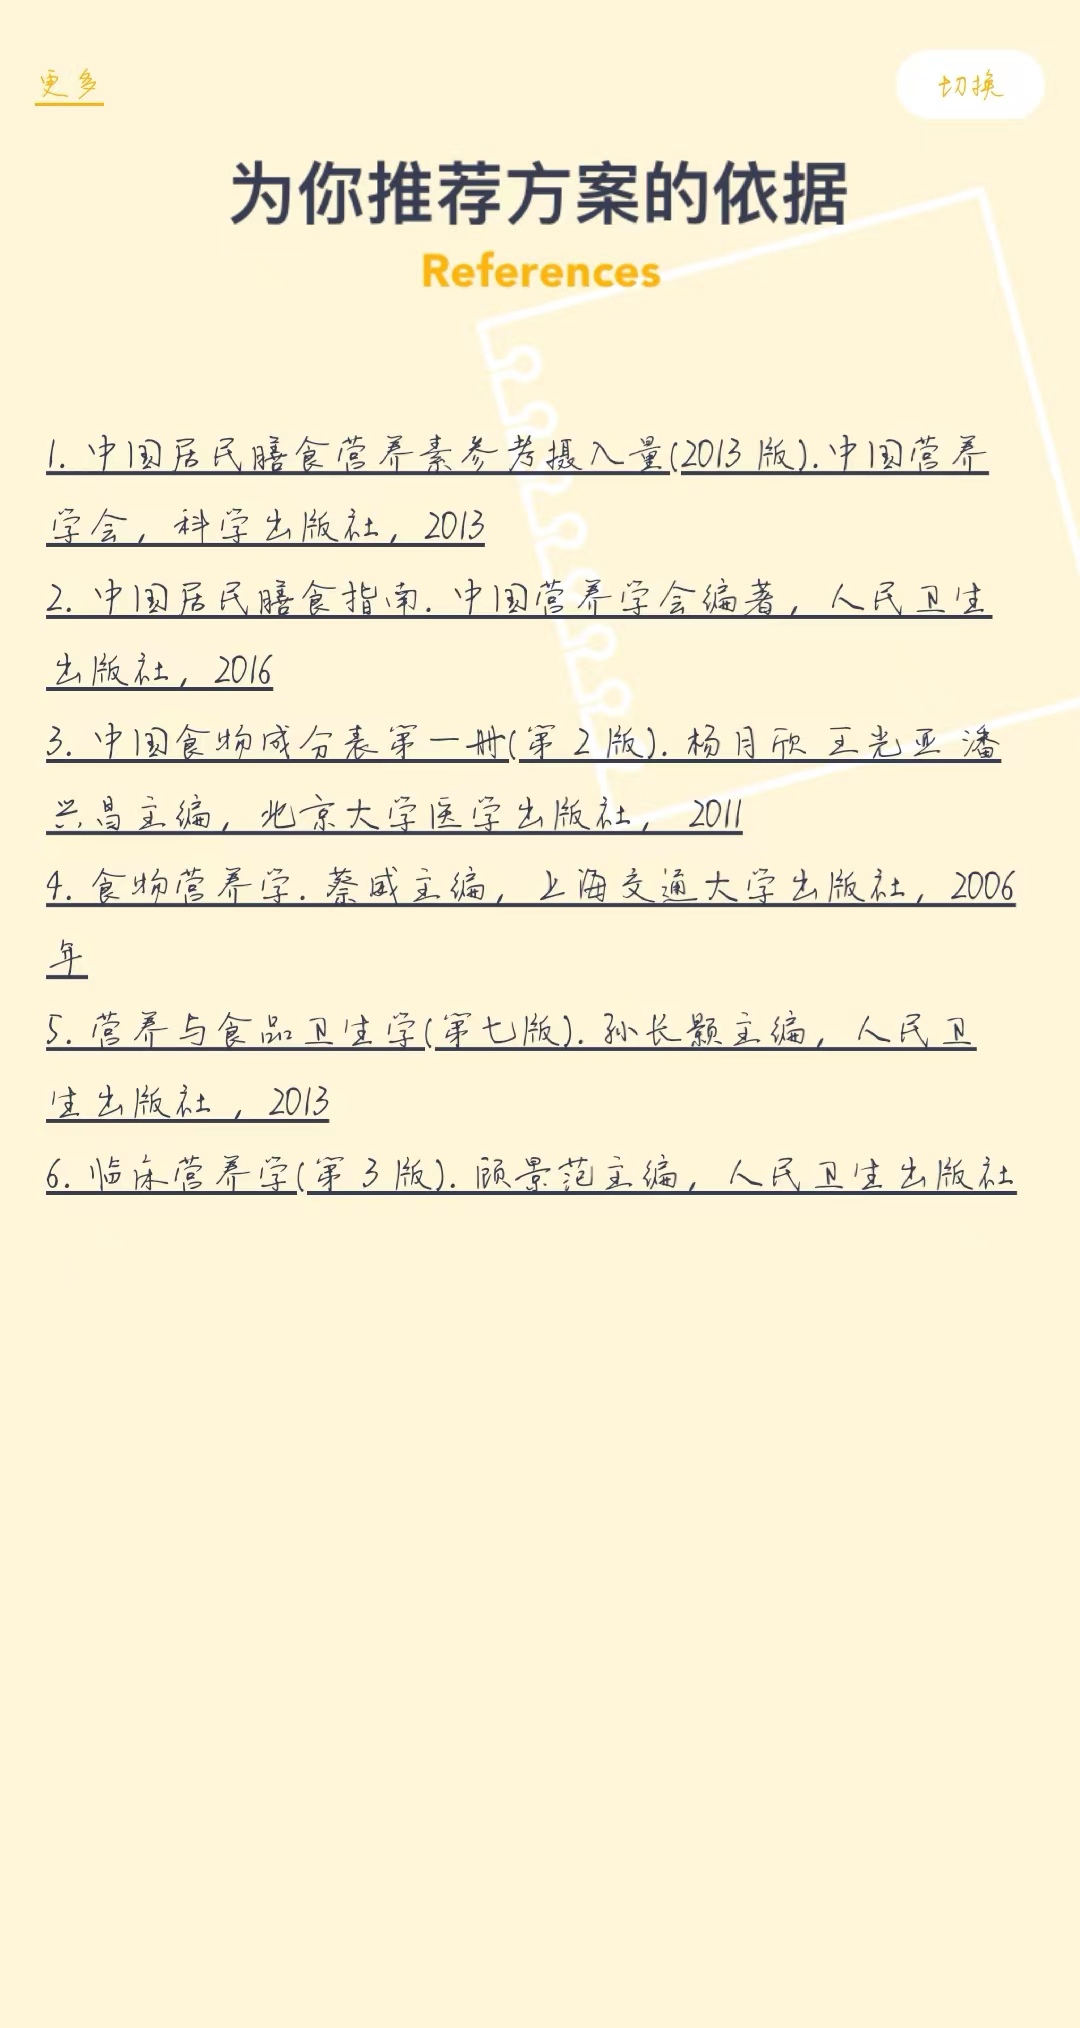 更多
切换
为你推荐方案的依据
References
1. 中国居民膳食营养素参考摄入量(2013版).中国营养
学会, 科学出版社, 2013
2. 中国居民膳食指南. 中国营养学会编著, 人民卫生
出版社, 2016
3. 中国食物成分表第一册(第2版). 杨月欣 王光亚 潘
兴昌主编, 北京大学医学出版社, 2011
4. 食物营养学. 蔡威主编, 上海交通大学出版社, 2006
年
5. 营养与食品卫生学(第七版). 孙长颢主编, 人民卫
生出版社 , 2013
6. 临床营养学(第3版). 顾景范主编, 人民卫生出版社